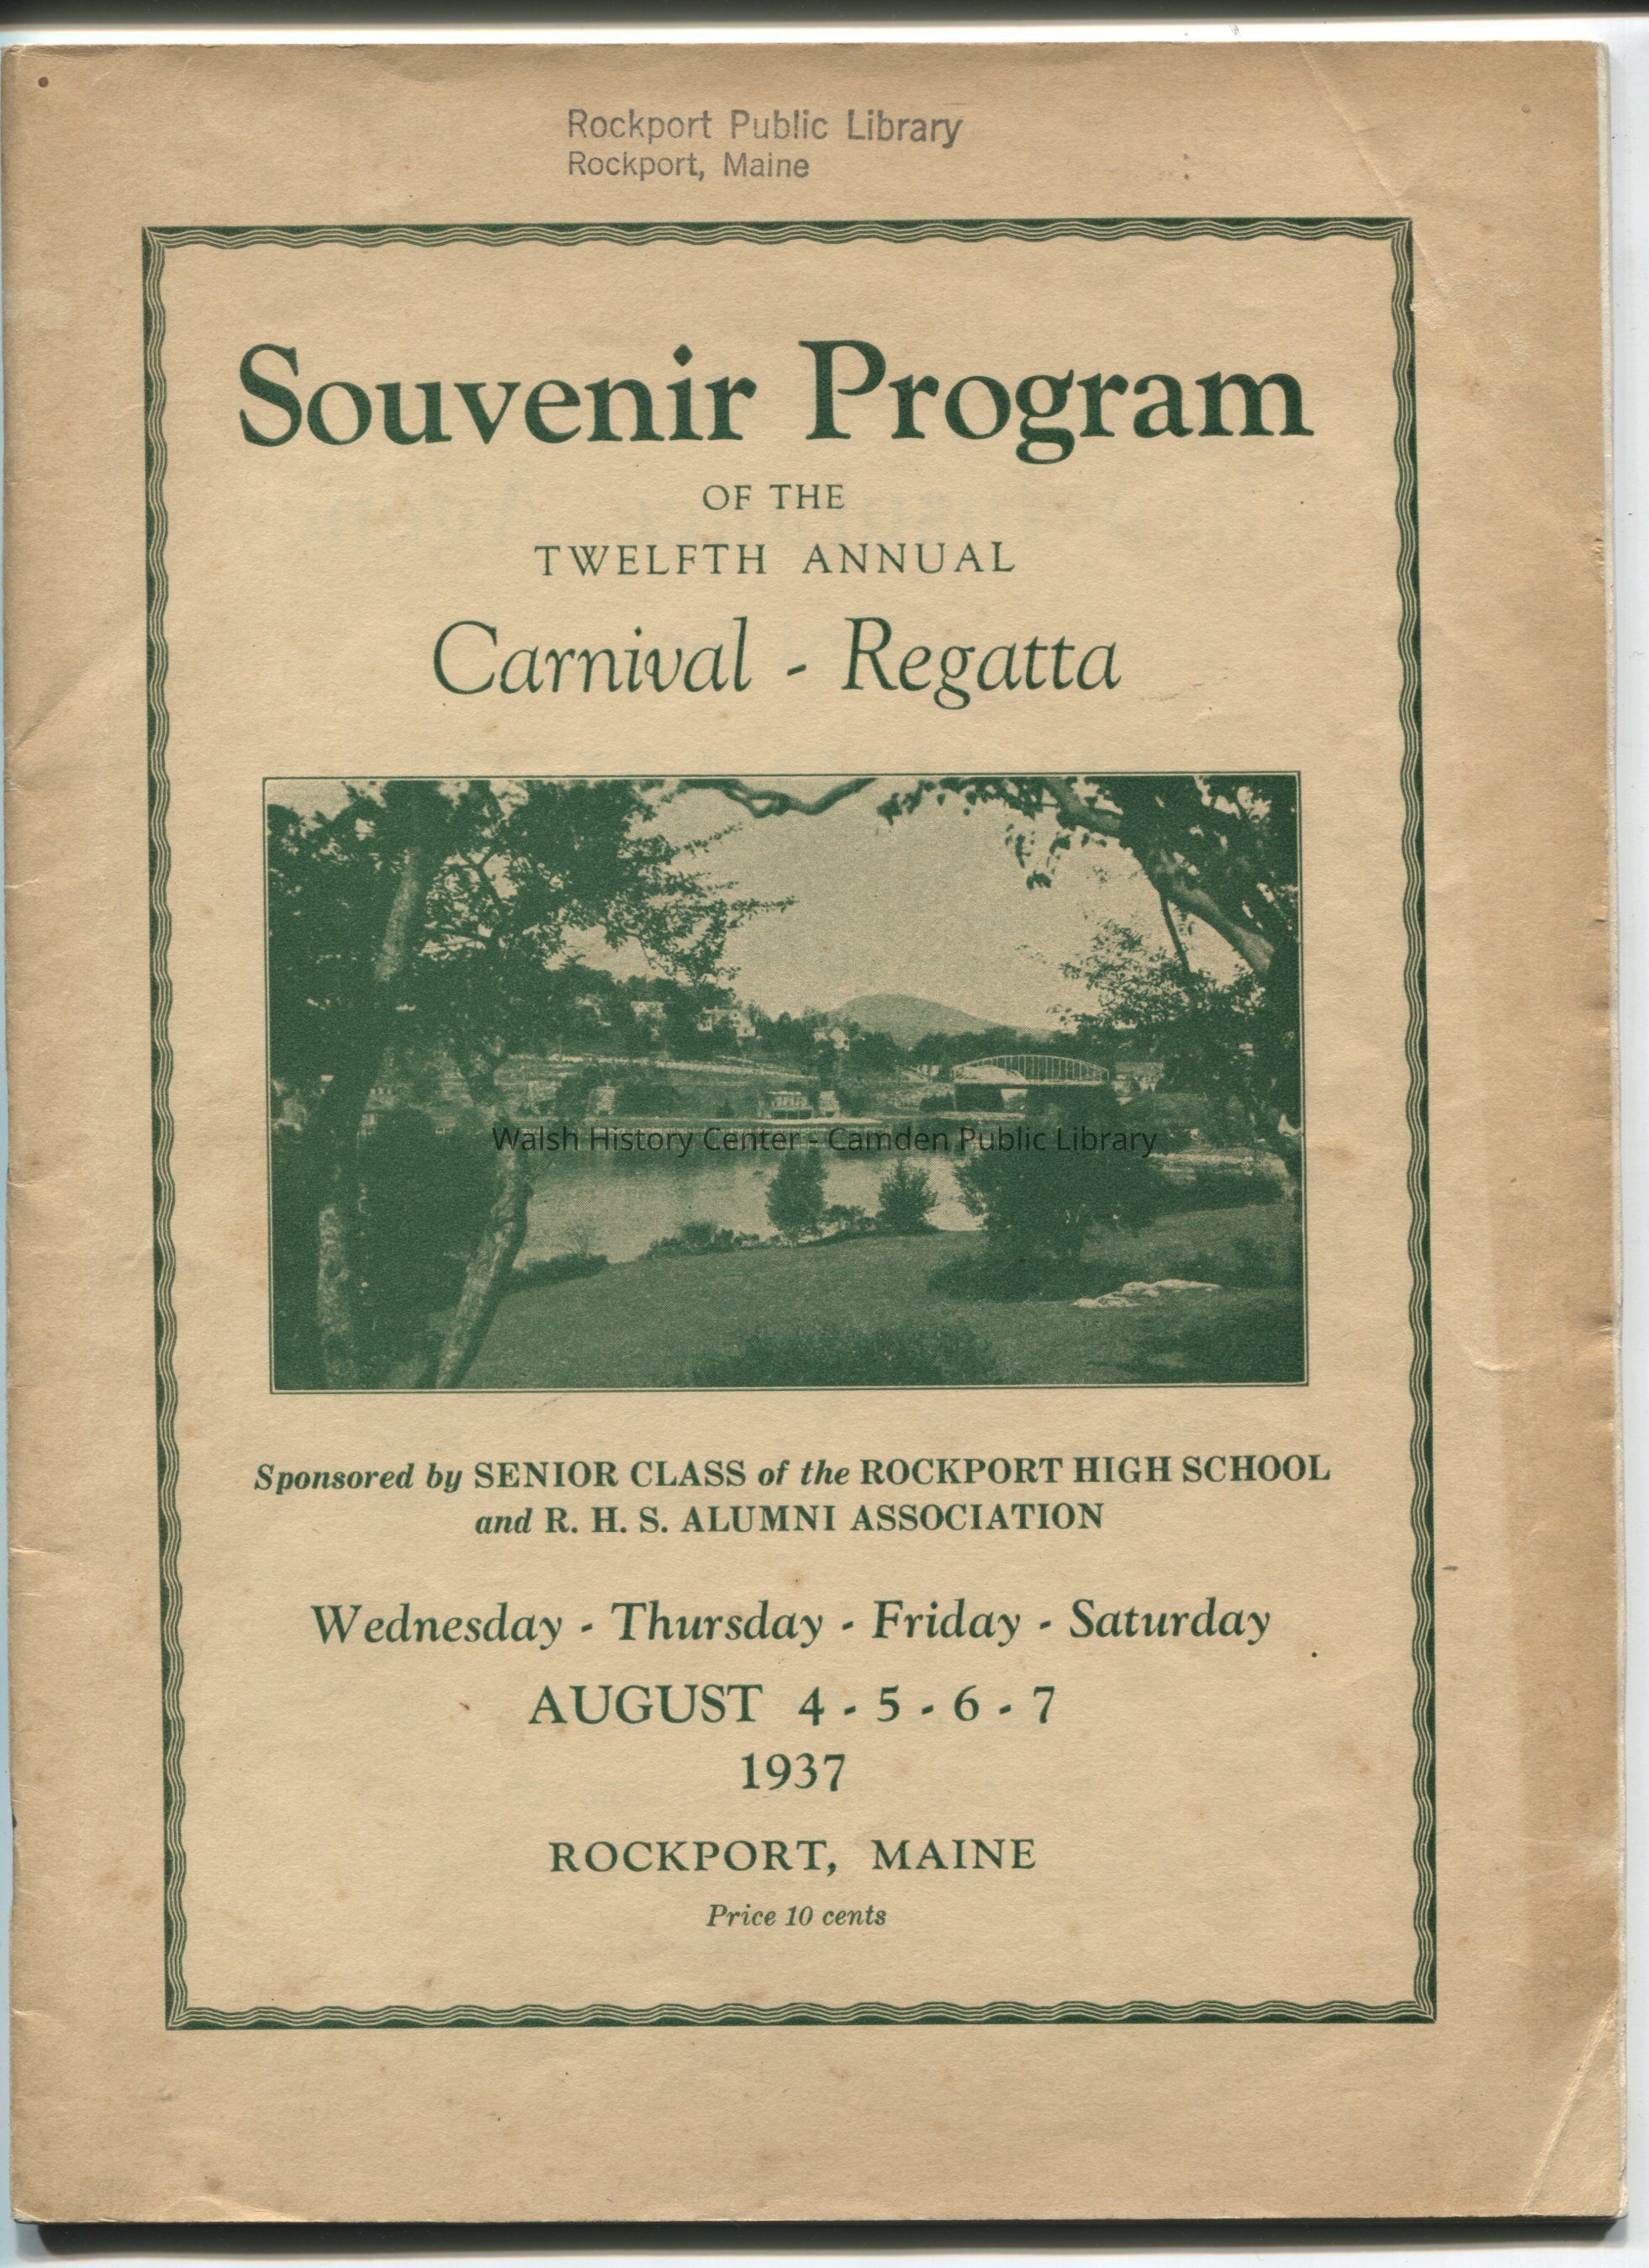 Rockport Public Library
Rockport, Maine
Souvenir Program
OF THE
TWELFTH ANNUAL
Carnival - Regatta
Walsh History Center - Camden Public Library
Sponsored by SENIOR CLASS of the ROCKPORT HIGH SCHOOL
and R. H. S. ALUMNI ASSOCIATION
Wednesday - Thursday - Friday - Saturday
AUGUST 4 - 5 - 6 - 7
1937
ROCKPORT, MAINE
Price 10 cents